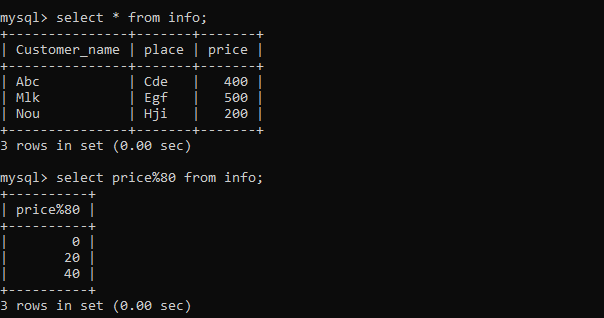 mysql> select * from info;
+---------------+-------+-------+
| Customer_name | place | price |
+---------------+-------+-------+
| Abc           | Cde   |   400 |
| Mlk           | Egf   |   500 |
| Nou           | Hji   |   200 |
+---------------+-------+-------+
3 rows in set (0.00 sec)

mysql> select price%80 from info;
+----------+
| price%80 |
+----------+
|        0 |
|       20 |
|       40 |
+----------+
3 rows in set (0.00 sec)